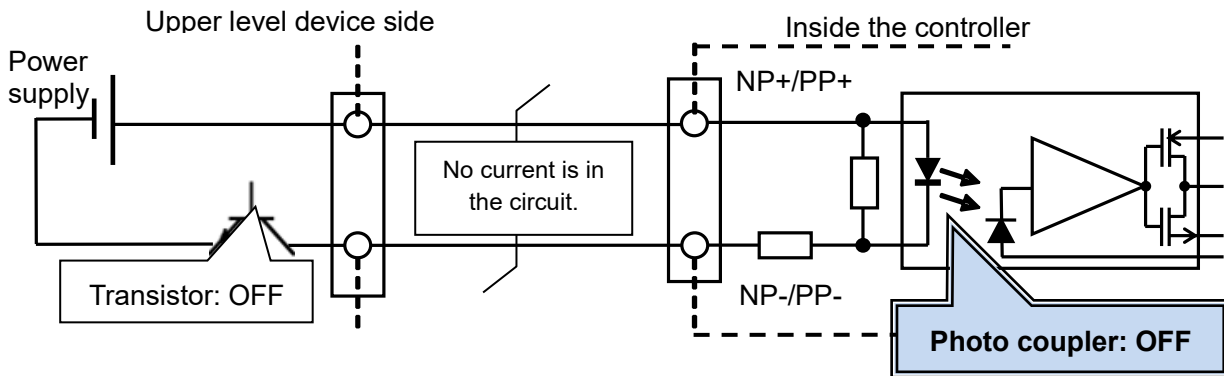 Upper level device side
Inside the controller
Power
supply
NP+/PP+
No current is in
the circuit.
Transistor: OFF
NP-/PP-
Photo coupler: OFF